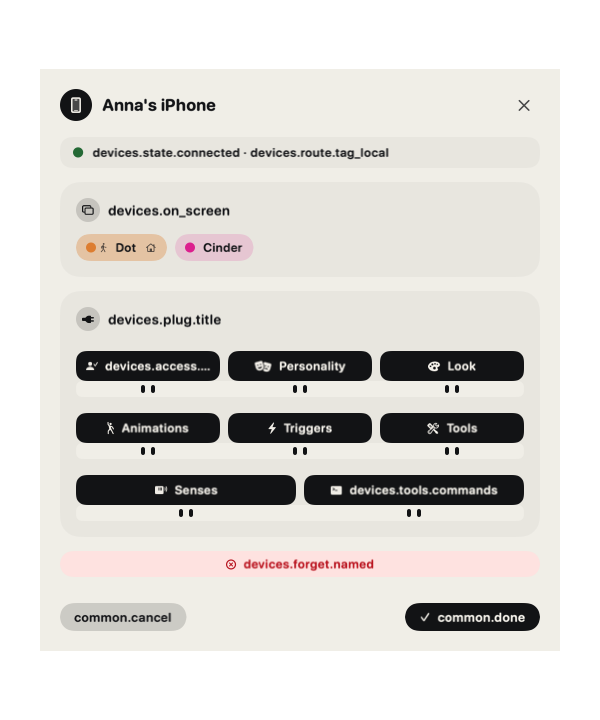 Anna's iPhone
devices.state.connected · devices.route.tag_local
devices.on_screen
Dot
Cinder
devices.plug.title
devices.access....
Personality
Look
Animations
Triggers
Tools
Senses
devices.tools.commands
devices.forget.named
common.cancel
common.done